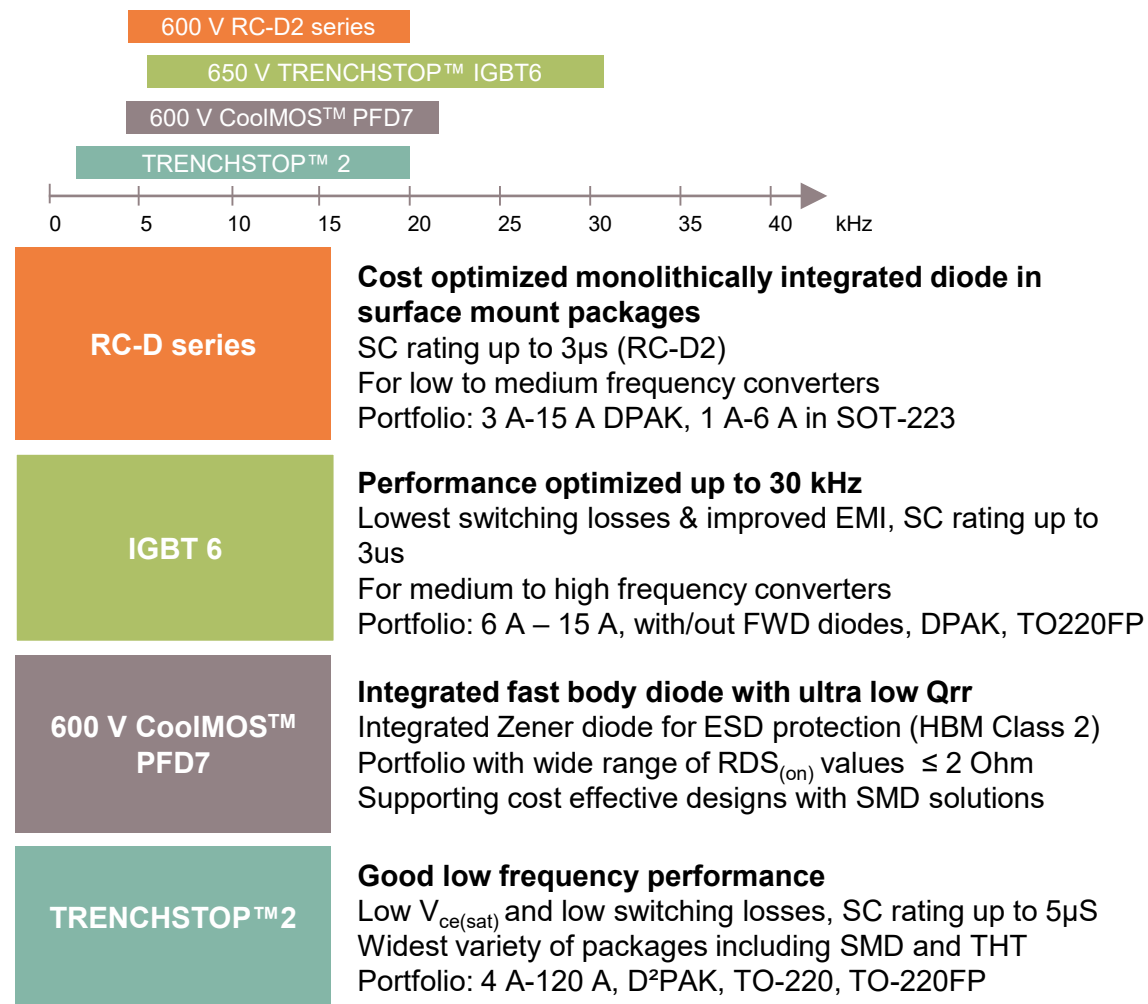 600 V RC-D2 series
650 V TRENCHSTOP™ IGBT6
600 V CoolMOS™ PFD7
TRENCHSTOP™ 2
0 5 10 15 20 25 30 35 40 kHz
RC-D series
Cost optimized monolithically integrated diode in
surface mount packages
SC rating up to 3µs (RC-D2)
For low to medium frequency converters
Portfolio: 3 A-15 A DPAK, 1 A-6 A in SOT-223
IGBT 6
Performance optimized up to 30 kHz
Lowest switching losses & improved EMI, SC rating up to
3us
For medium to high frequency converters
Portfolio: 6 A – 15 A, with/out FWD diodes, DPAK, TO220FP
600 V CoolMOS™
PFD7
Integrated fast body diode with ultra low Qrr
Integrated Zener diode for ESD protection (HBM Class 2)
Portfolio with wide range of RDS(on) values ≤ 2 Ohm
Supporting cost effective designs with SMD solutions
TRENCHSTOP™2
Good low frequency performance
Low Vce(sat) and low switching losses, SC rating up to 5µS
Widest variety of packages including SMD and THT
Portfolio: 4 A-120 A, D²PAK, TO-220, TO-220FP